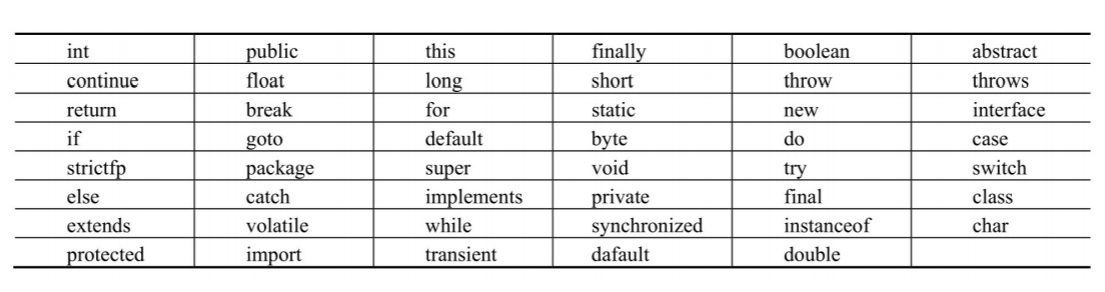 int public this finally boolean abstract
continue float long short throw throws
return break for static new interface
if goto default byte do case
strictfp package super void try switch
else catch implements private final class
extends volatile while synchronized instanceof char
protected import transient dafault double